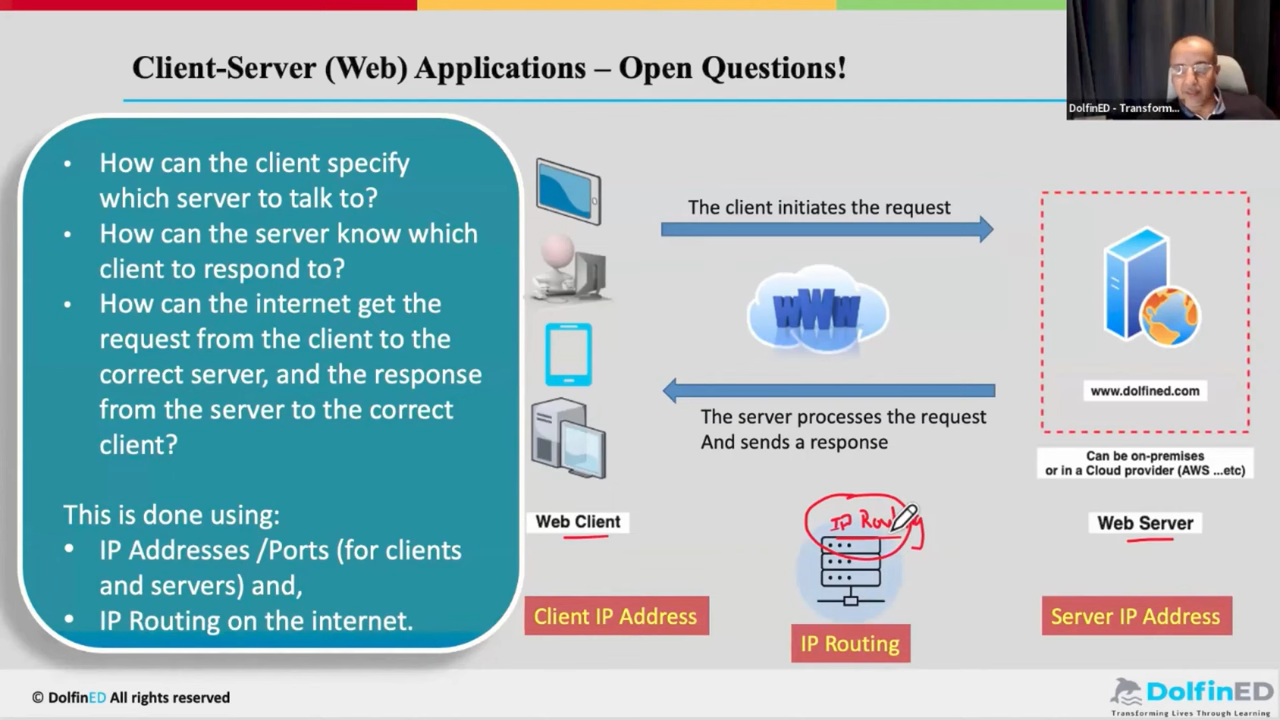 Client-Server (Web) Applications – Open Questions!
DolfinED - Transform...
• How can the client specify
which server to talk to?
• How can the server know which
client to respond to?
• How can the internet get the
request from the client to the
correct server, and the response
from the server to the correct
client?
This is done using:
• IP Addresses /Ports (for clients
and servers) and,
• IP Routing on the internet.
The client initiates the request
WWW
The server processes the request
And sends a response
www.dolfined.com
Can be on-premises
or in a Cloud provider (AWS ...etc)
Web Client
IP Routing
Web Server
Client IP Address
IP Routing
Server IP Address
© DolfinED All rights reserved
DolfinED
Transforming Lives Through Learning